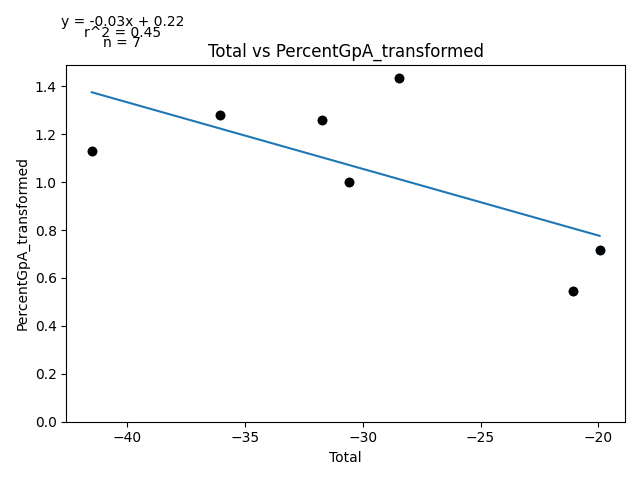 y = -0.03x + 0.22
r^2 = 0.45
n = 7
Total vs PercentGpA_transformed
1.4
1.2
1.0
0.8
0.6
0.4
0.2
0.0
PercentGpA_transformed
−40 −35 −30 −25 −20
Total